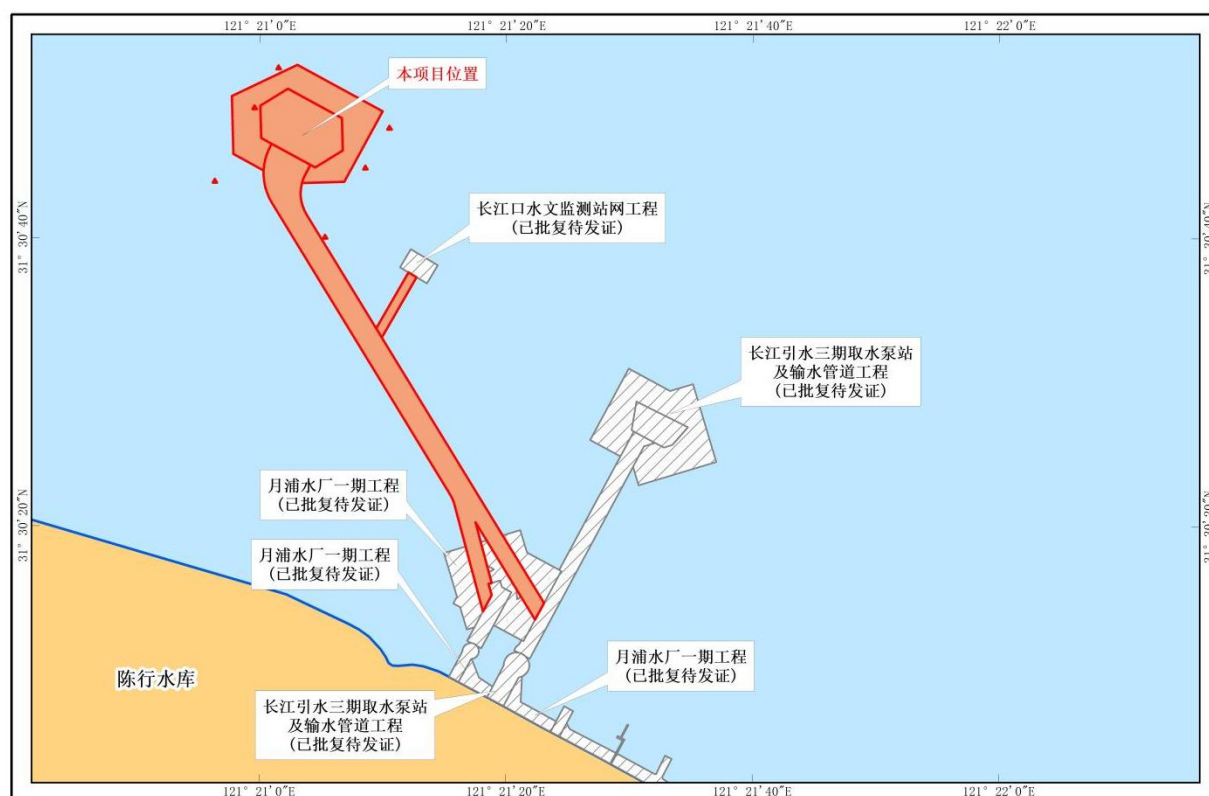 121° 21′0″E
121° 21′20″E
121° 21′40″E
121° 22′0″E
本项目位置
长江口水文监测站网工程
(已批复待发证)
31° 30′40″N
31° 30′40″N
长江引水三期取水泵站
及输水管道工程
(已批复待发证)
月浦水厂一期工程
(已批复待发证)
31° 30′20″N
31° 30′20″N
月浦水厂一期工程
(已批复待发证)
月浦水厂一期工程
(已批复待发证)
陈行水库
长江引水三期取水泵站
及输水管道工程
(已批复待发证)
121° 21′0″E
121° 21′20″E
121° 21′40″E
121° 22′0″E